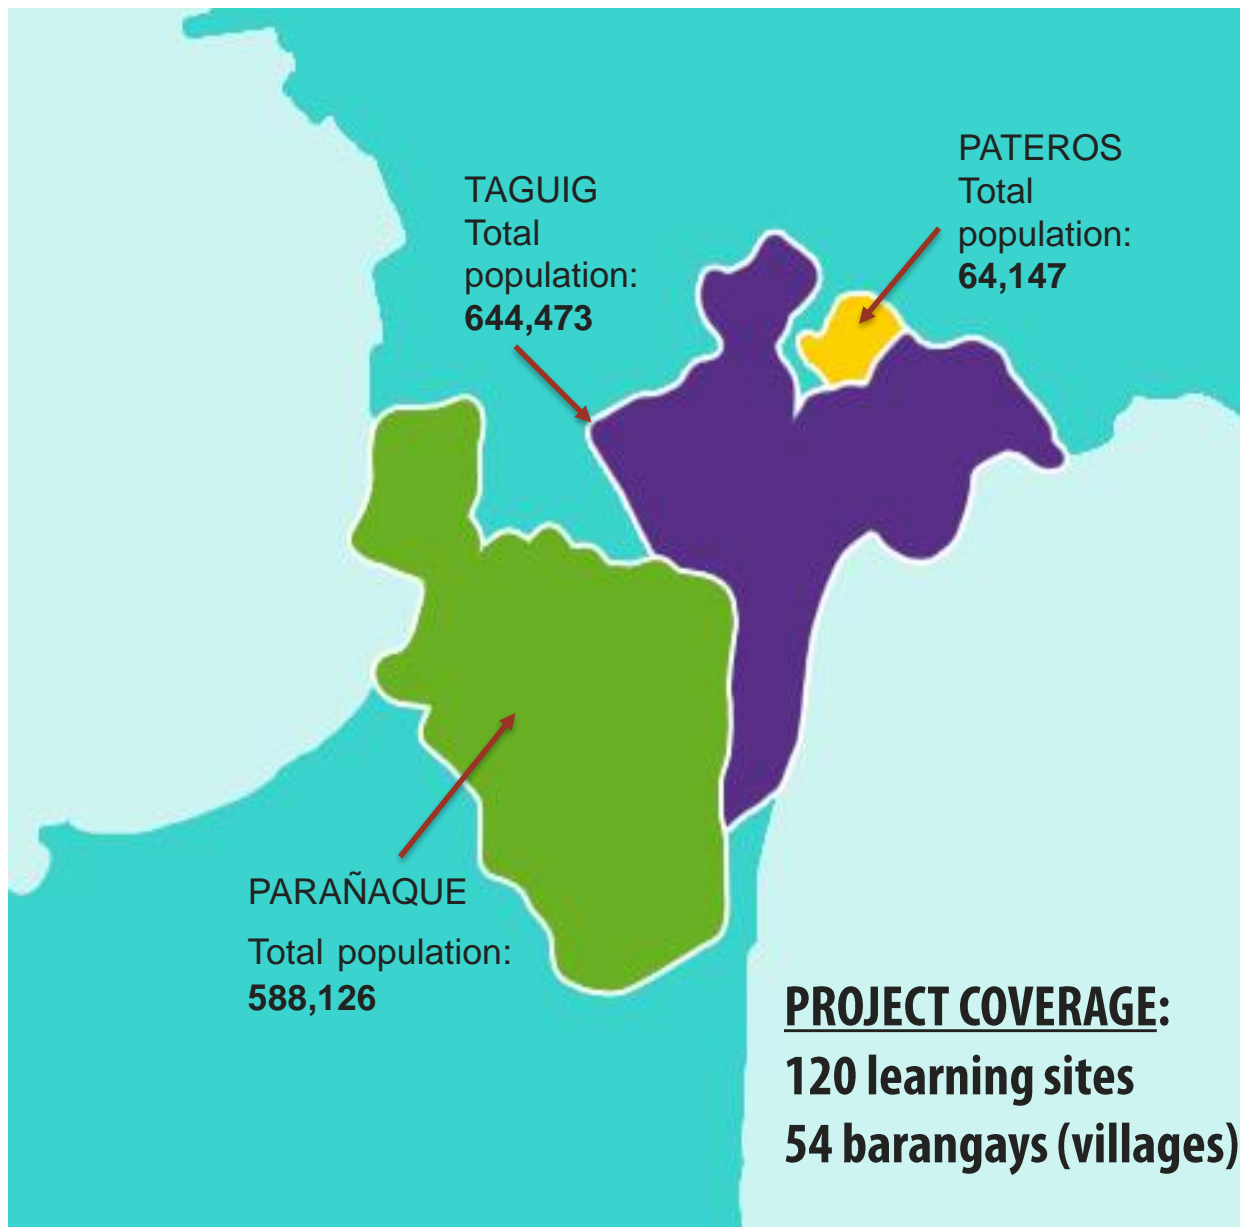 TAGUIG
Total
population:
644,473
PATEROS
Total
population:
64,147
PARAÑAQUE
Total population:
588,126
PROJECT COVERAGE:
120 learning sites
54 barangays (villages)